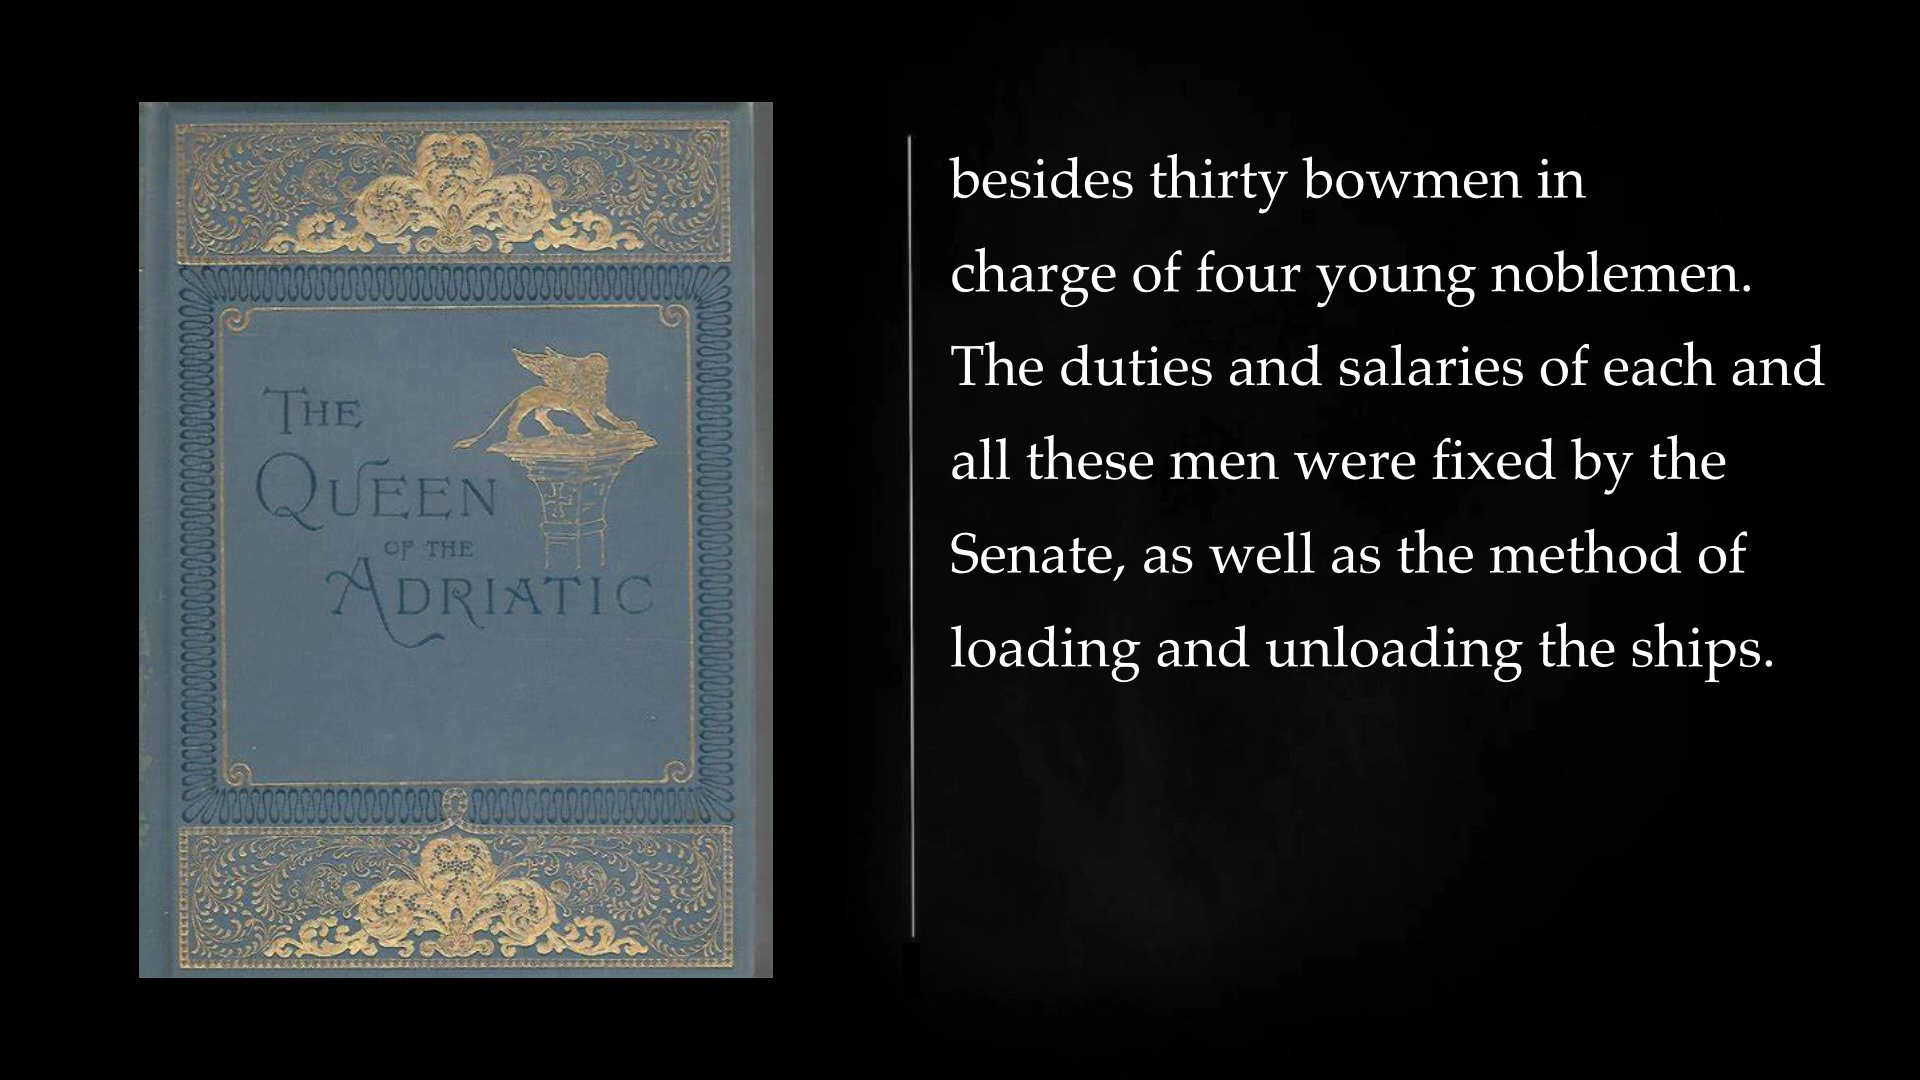 The
Queen
of the
Adriatic
besides thirty bowmen in
charge of four young noblemen.
The duties and salaries of each and
all these men were fixed by the
Senate, as well as the method of
loading and unloading the ships.